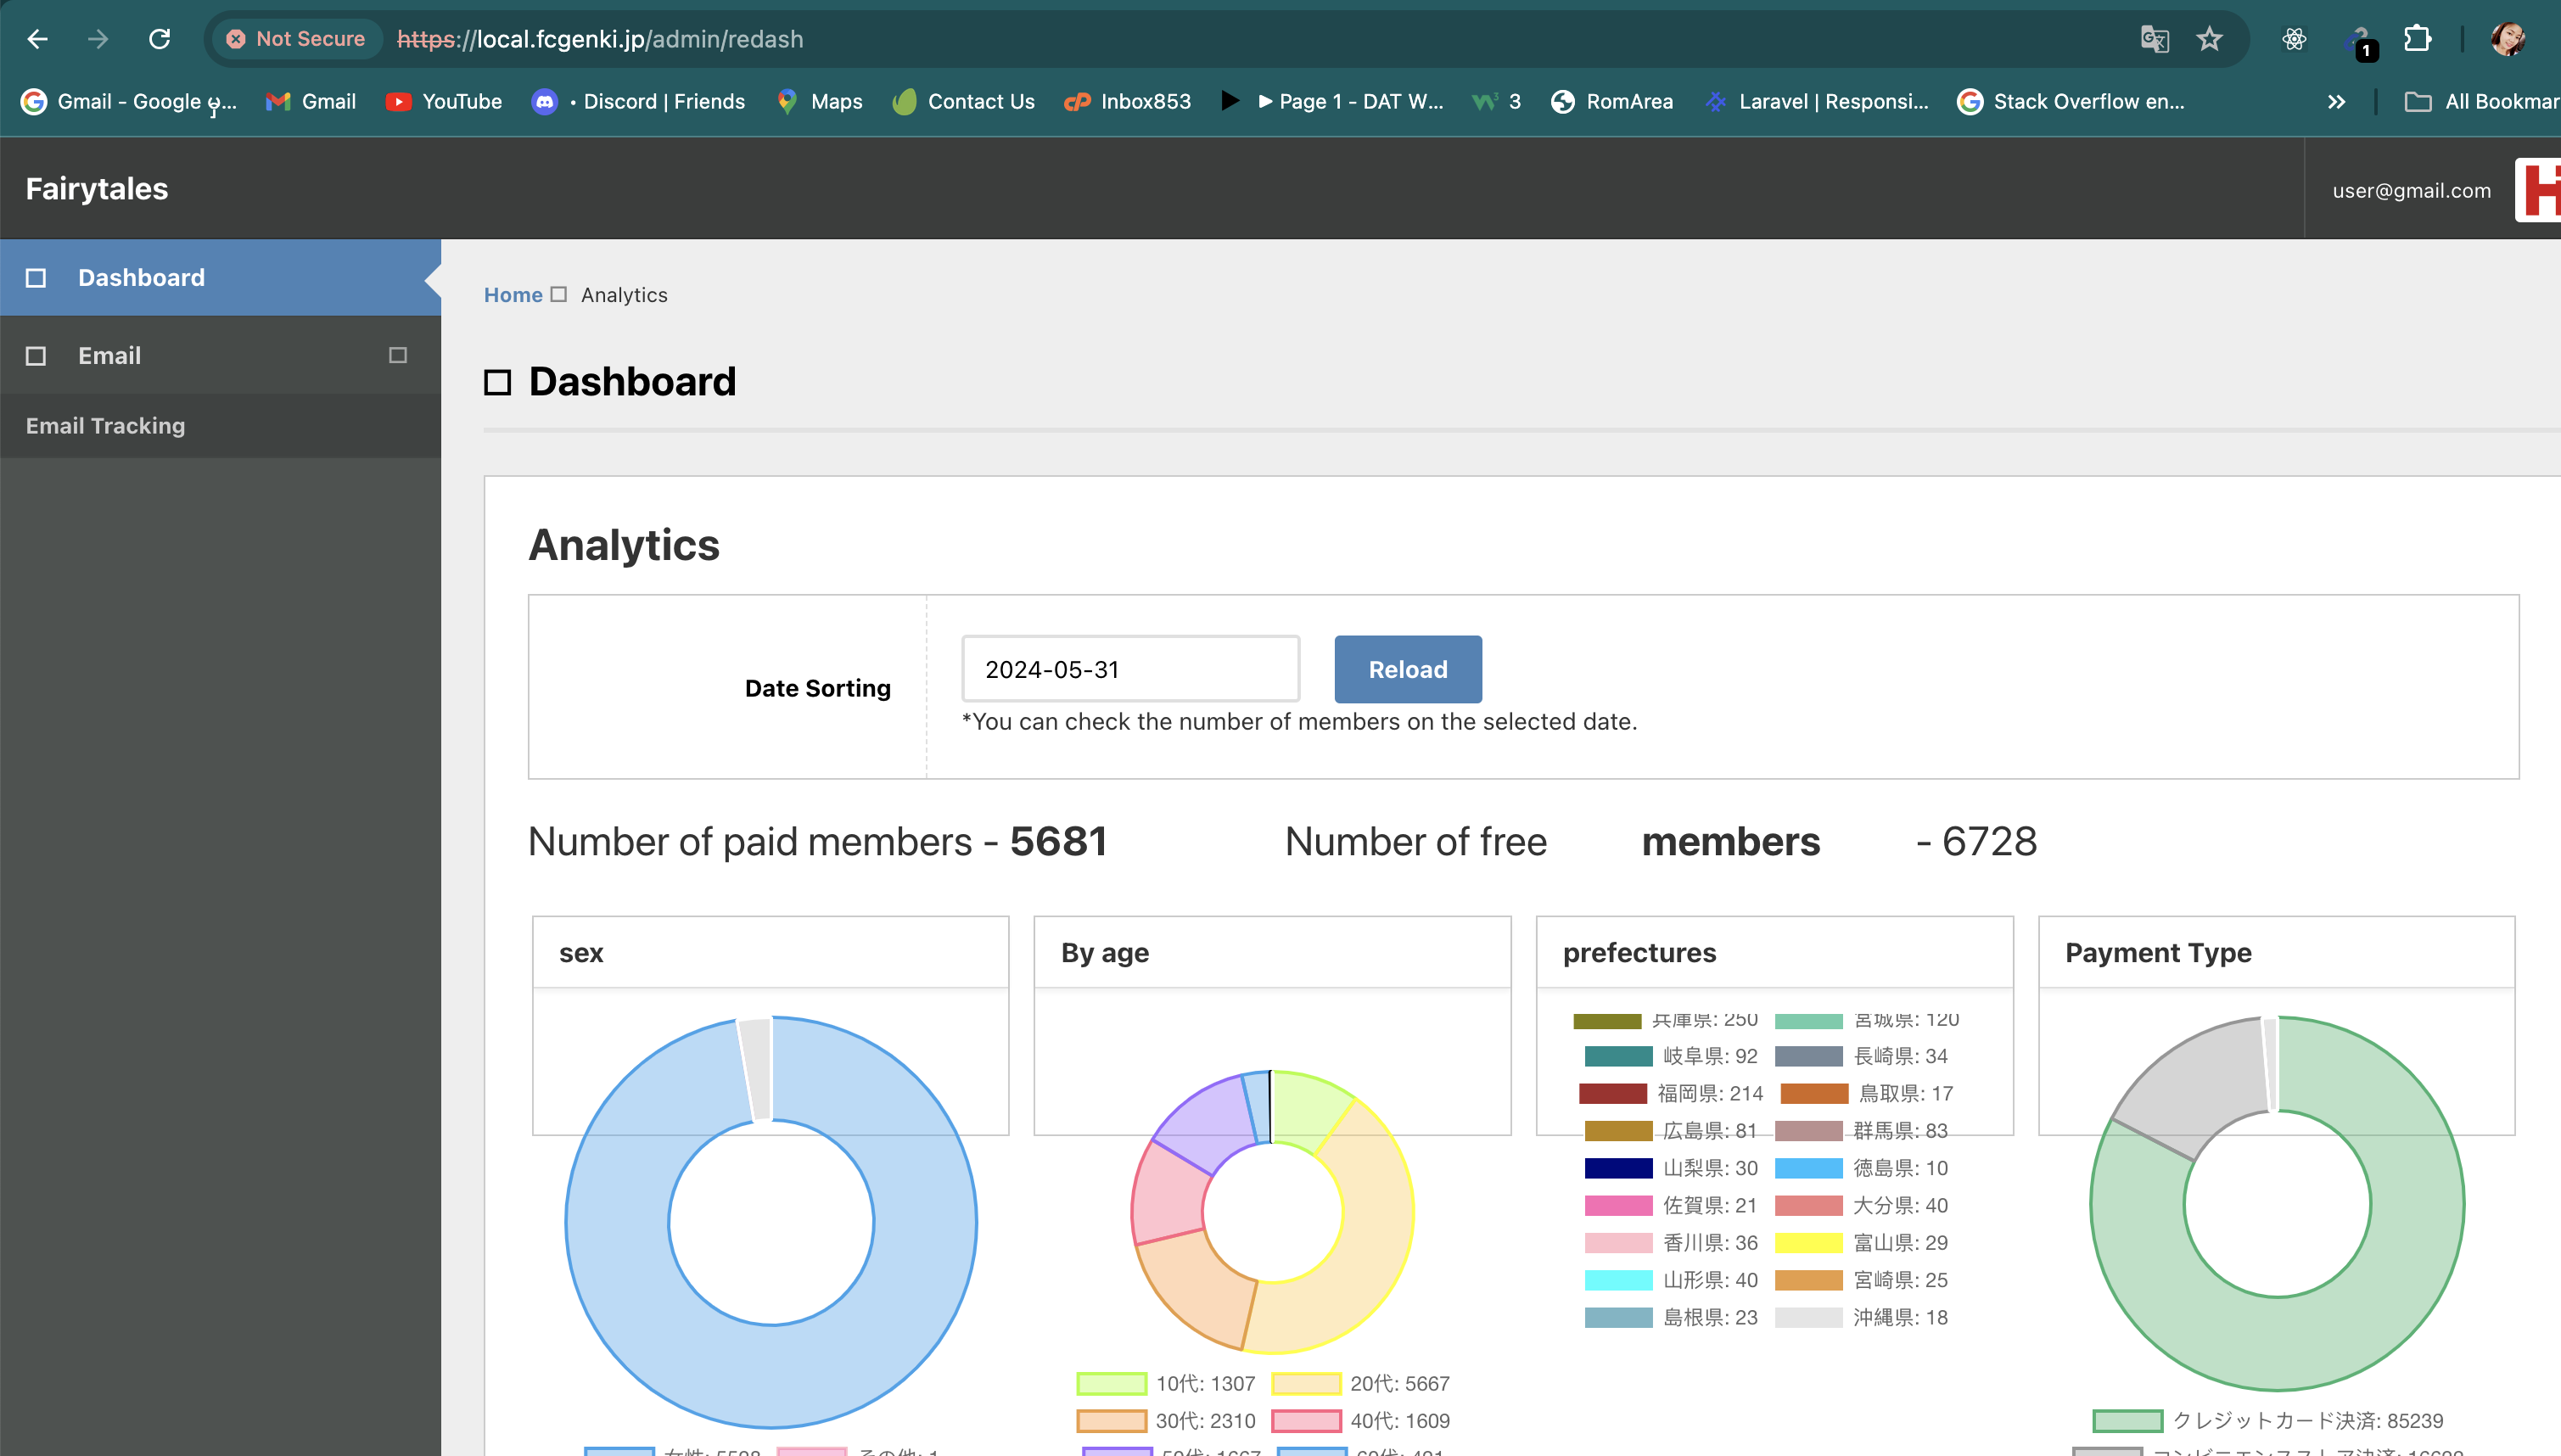 Not Secure https://local.fcgenki.jp/admin/redash 1
Gmail - Google မှ... Gmail YouTube • Discord | Friends Maps Contact Us Inbox853 ►Page 1 - DAT W... 3 RomArea Laravel | Responsi... Stack Overflow en... All Bookmar
Fairytales
user@gmail.com
Dashboard
Email
Email Tracking
Home Analytics
Dashboard
Analytics
Date Sorting
2024-05-31 Reload
*You can check the number of members on the selected date.
Number of paid members - 5681 Number of free members - 6728
sex
By age
10代: 1307 20代: 5667
30代: 2310 40代: 1609
prefectures
兵庫県: 250 宮城県: 120
岐阜県: 92 長崎県: 34
福岡県: 214 鳥取県: 17
広島県: 81 群馬県: 83
山梨県: 30 徳島県: 10
佐賀県: 21 大分県: 40
香川県: 36 富山県: 29
山形県: 40 宮崎県: 25
島根県: 23 沖縄県: 18
Payment Type
クレジットカード決済: 85239